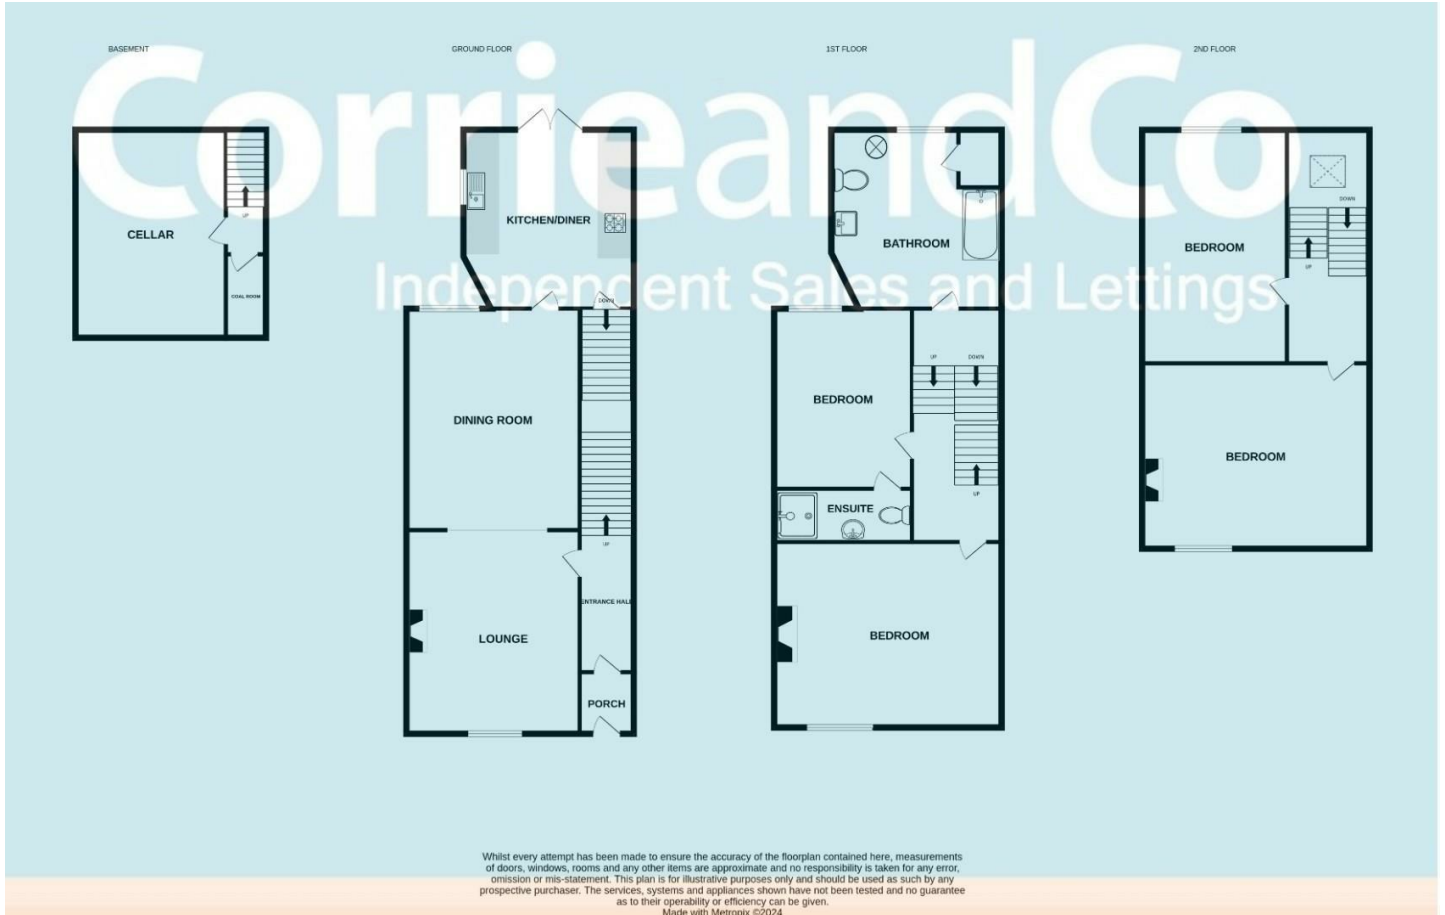 BASEMENT
GROUND FLOOR
1ST FLOOR
2ND FLOOR
CorrieandCo
Independent Sales and Lettings
CELLAR
UP
COAL ROOM
KITCHEN/DINER
DOWN
DINING ROOM
UP
ENTRANCE HALL
LOUNGE
PORCH
BATHROOM
UP
DOWN
BEDROOM
ENSUITE
UP
BEDROOM
DOWN
BEDROOM
UP
BEDROOM
Whilst every attempt has been made to ensure the accuracy of the floorplan contained here, measurements
of doors, windows, rooms and any other items are approximate and no responsibility is taken for any error,
omission or mis-statement. This plan is for illustrative purposes only and should be used as such by any
prospective purchaser. The services, systems and appliances shown have not been tested and no guarantee
as to their operability or efficiency can be given.
Made with Metropix ©2024